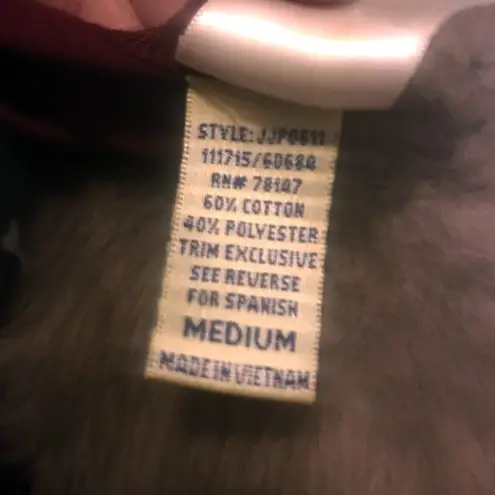 STYLE: JJP0611
111715/60680
RN# 78187
60% COTTON
40% POLYESTER
TRIM EXCLUSIVE
SEE REVERSE
FOR SPANISH
MEDIUM
MADE IN VIETNAM